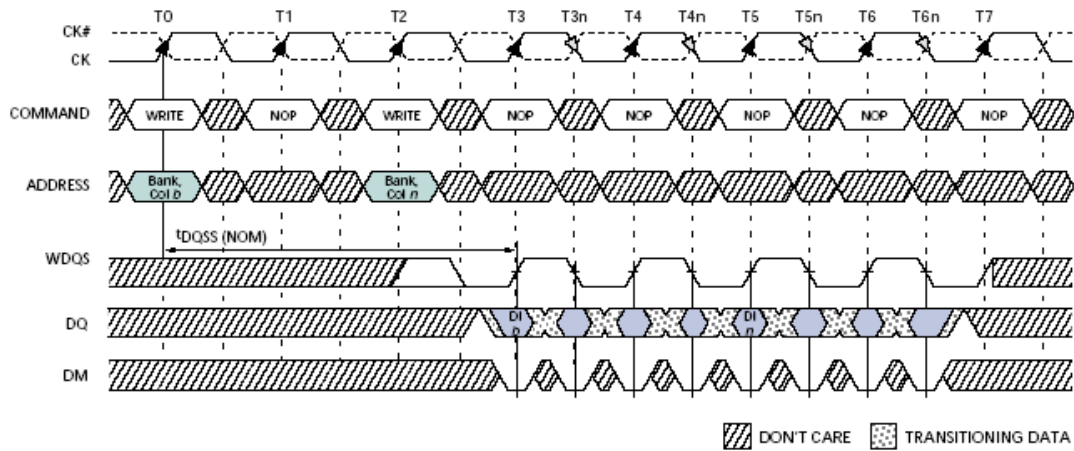 T0 T1 T2 T3 T3n T4 T4n T5 T5n T6 T6n T7
CK#
CK
COMMAND WRITE NOP WRITE NOP NOP NOP NOP NOP
ADDRESS Bank, Col b Bank, Col n
tDQSS (NOM)
WDQS
DQ DI b DI n
DM
DON'T CARE TRANSITIONING DATA